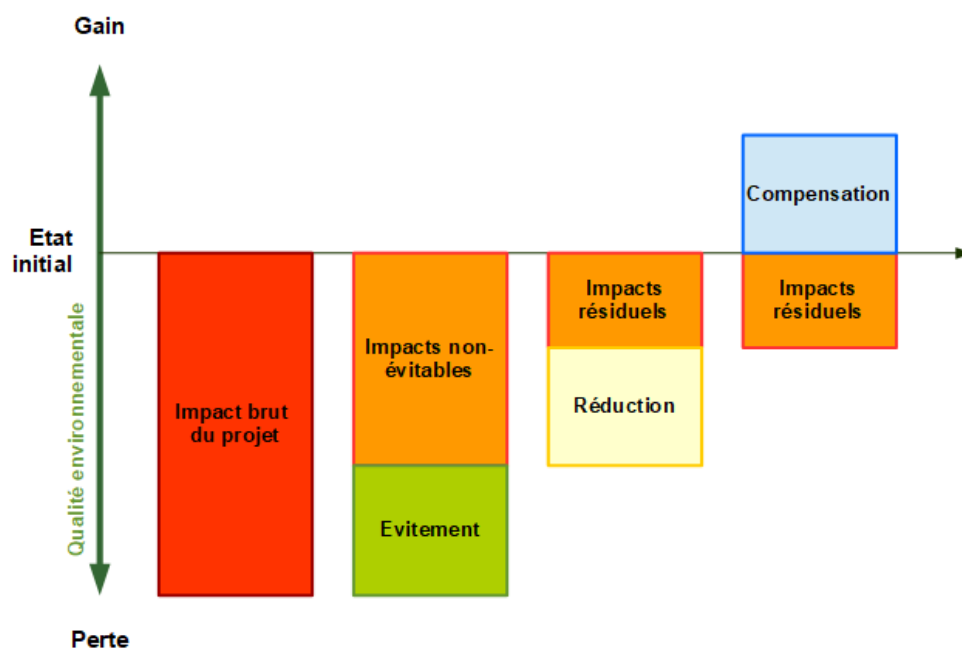 Gain
Etat
initial
Qualité environnementale
Perte
Impact brut
du projet
Impacts non-
évitables
Evitement
Impacts
résiduels
Réduction
Compensation
Impacts
résiduels